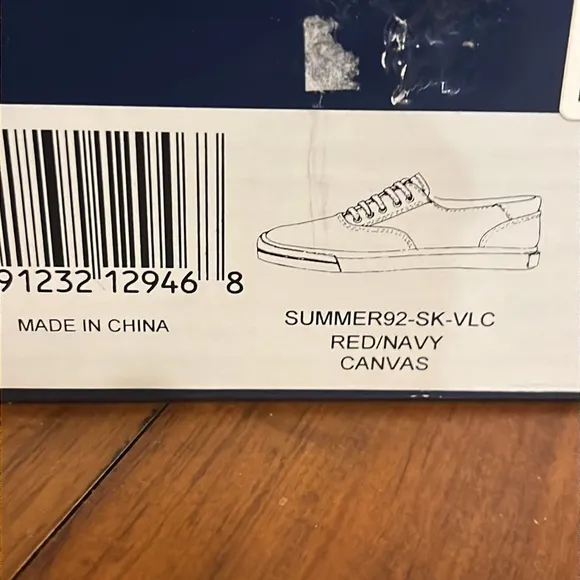 91232 12946 8
MADE IN CHINA
SUMMER92-SK-VLC
RED/NAVY
CANVAS